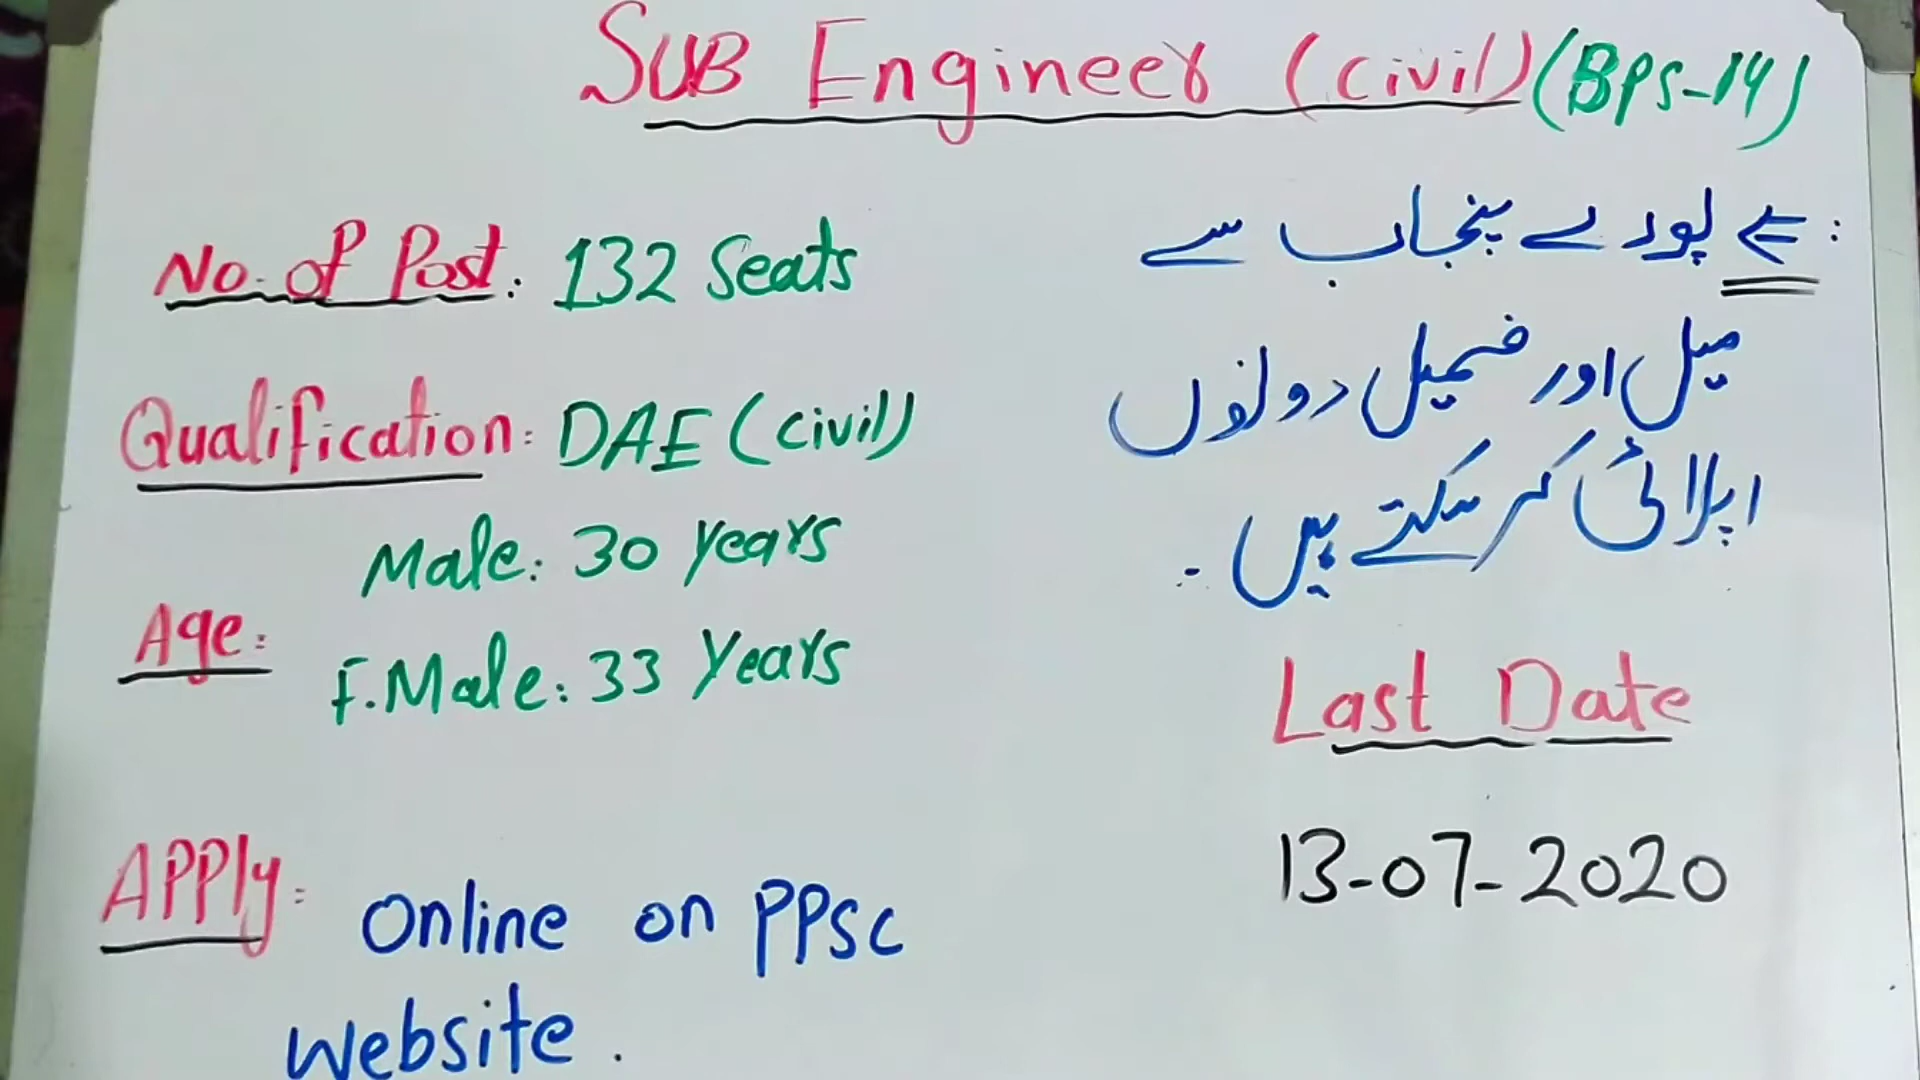 SUB Engineer (civil) (BPS-14)
No. of Post: 132 Seats
Qualification: DAE (civil)
Age:
Male: 30 years
F.Male: 33 Years
APPly:
Online on PPSC
website.
پورے پنجاب سے
میل اور فیمیل دونوں
اپلائی کر سکتے ہیں۔
Last Date
13-07-2020